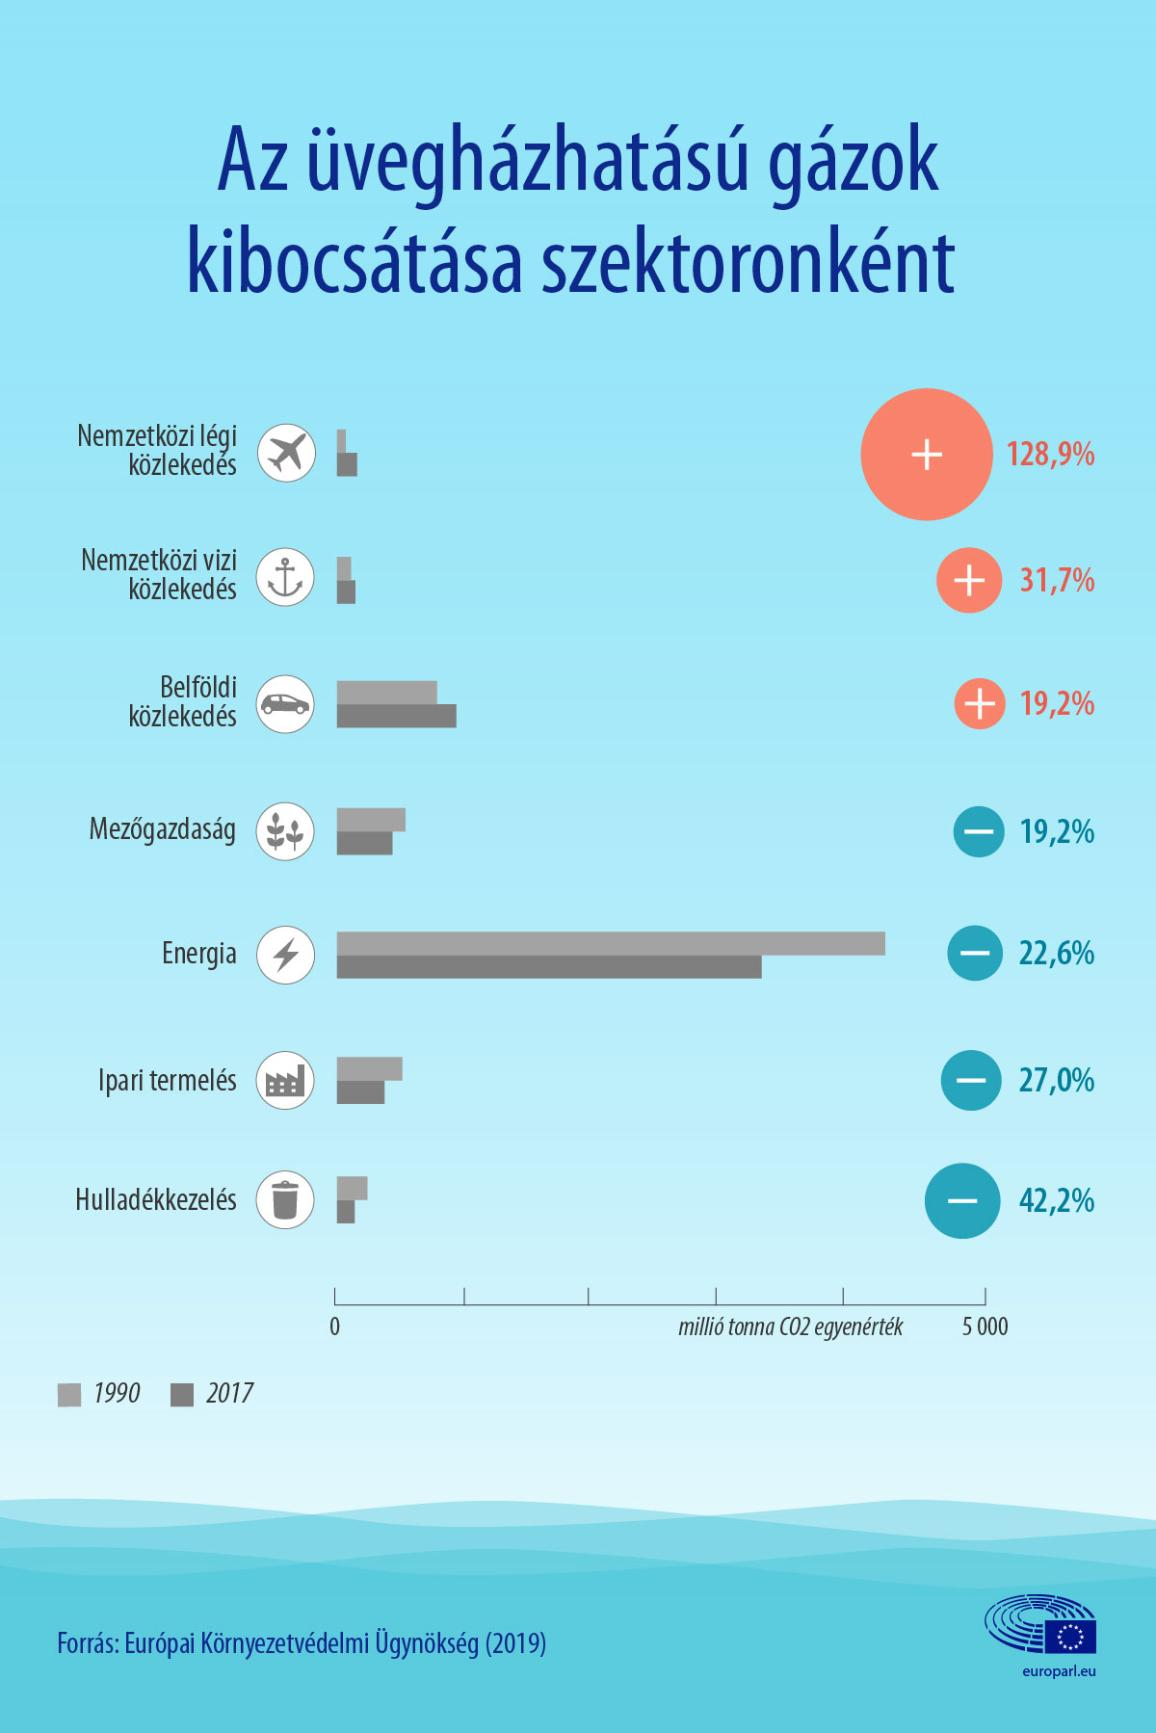 Az üvegházhatású gázok
kibocsátása szektoronként
Nemzetközi légi
közlekedés
+ 128,9%
Nemzetközi vizi
közlekedés
+ 31,7%
Belföldi
közlekedés
+ 19,2%
Mezőgazdaság
− 19,2%
Energia
− 22,6%
Ipari termelés
− 27,0%
Hulladékkezelés
− 42,2%
0 millió tonna CO2 egyenérték 5 000
1990 2017
Forrás: Európai Környezetvédelmi Ügynökség (2019)
europarl.eu